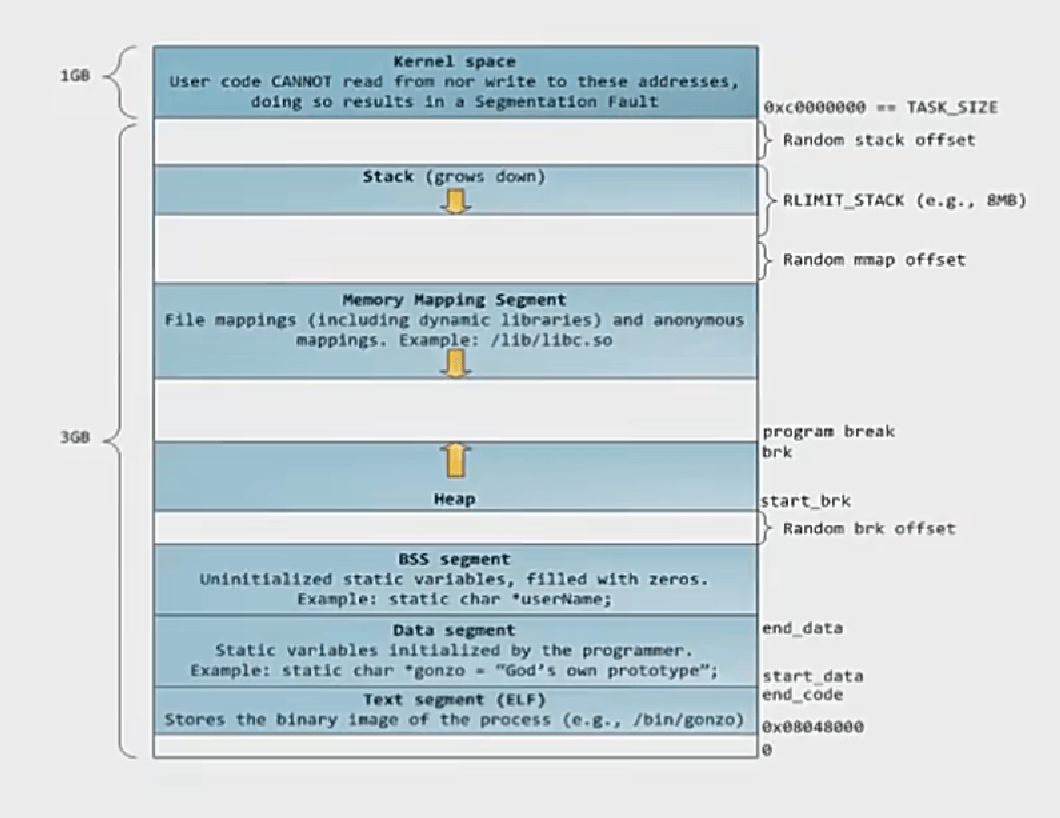 1GB
Kernel space
User code CANNOT read from nor write to these addresses,
doing so results in a Segmentation Fault
0xc0000000 == TASK_SIZE
Random stack offset
Stack (grows down)
RLIMIT_STACK (e.g., 8MB)
Random mmap offset
Memory Mapping Segment
File mappings (including dynamic libraries) and anonymous
mappings. Example: /lib/libc.so
3GB
program break
brk
Heap
start_brk
Random brk offset
BSS segment
Uninitialized static variables, filled with zeros.
Example: static char *userName;
Data segment
end_data
Static variables initialized by the programmer.
Example: static char *gonzo = “God’s own prototype”;
start_data
end_code
Text segment (ELF)
Stores the binary image of the process (e.g., /bin/gonzo)
0x08048000
0